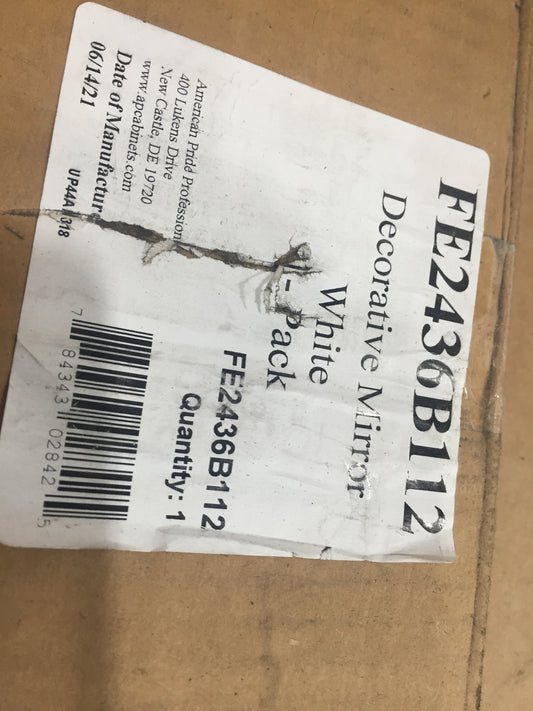 FE2436B112
Decorative Mirror
White
- Pack
FE2436B112
Quantity: 1
American Pride Profession
400 Lukens Drive
New Castle, DE 19720
www.apcabinets.com
Date of Manufactur
06/14/21
UP44A 318
7 84343 02842 5